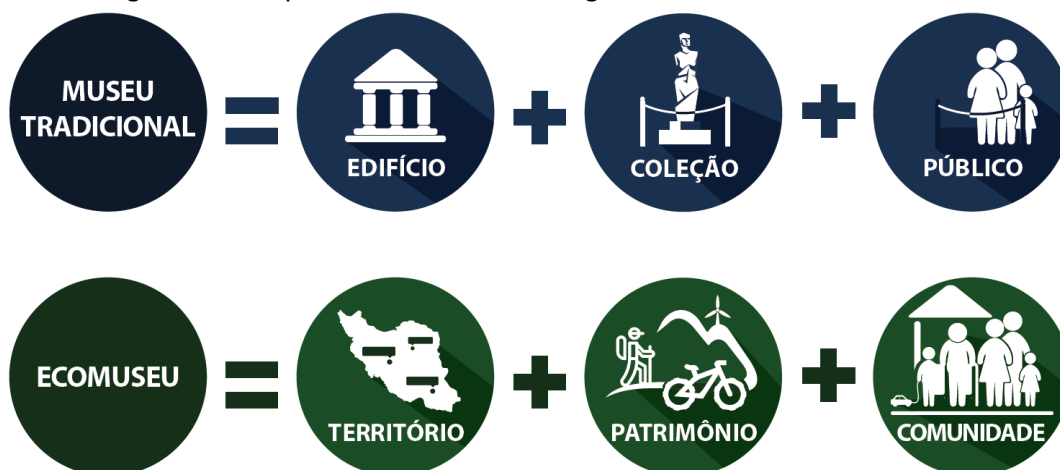 MUSEU
TRADICIONAL
EDIFÍCIO
COLEÇÃO
PÚBLICO
ECOMUSEU
TERRITÓRIO
PATRIMÔNIO
COMUNIDADE